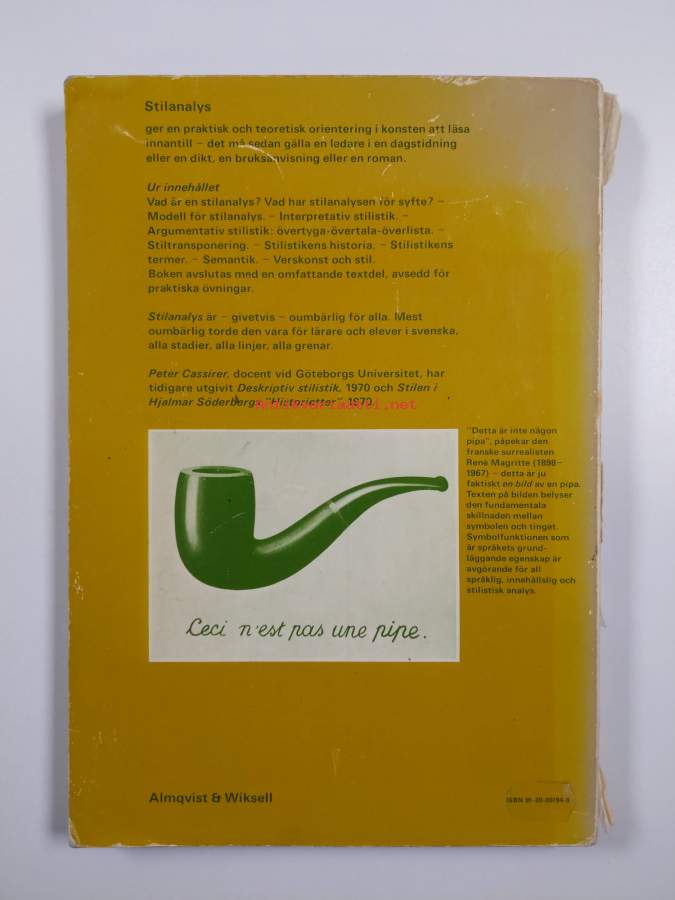 Stilanalys
ger en praktisk och teoretisk orientering i konsten att läsa
innantill – det må sedan gälla en ledare i en dagstidning
eller en dikt, en bruksanvisning eller en roman.
Ur innehållet
Vad är en stilanalys? Vad har stilanalysen för syfte? –
Modell för stilanalys. – Interpretativ stilistik. –
Argumentativ stilistik: övertyga-övertala-överlista. –
Stiltransponering. – Stilistikens historia. – Stilistikens
termer. – Semantik. – Verskonst och stil.
Boken avslutas med en omfattande textdel, avsedd för
praktiska övningar.
Stilanalys är – givetvis – oumbärlig för alla. Mest
oumbärlig torde den vara för lärare och elever i svenska,
alla stadier, alla linjer, alla grenar.
Peter Cassirer, docent vid Göteborgs Universitet, har
tidigare utgivit Deskriptiv stilistik, 1970 och Stilen i
Hjalmar Söderbergs "Historietter", 1970.
"Detta är inte någon
pipa", påpekar den
franske surrealisten
René Magritte (1898–
1967) – detta är ju
faktiskt en bild av en pipa.
Texten på bilden belyser
den fundamentala
skillnaden mellan
symbolen och tinget.
Symbolfunktionen som
är språkets grund-
läggande egenskap är
avgörande för all
språklig, innehållslig och
stilistisk analys.
Ceci n'est pas une pipe.
Almqvist & Wiksell
ISBN